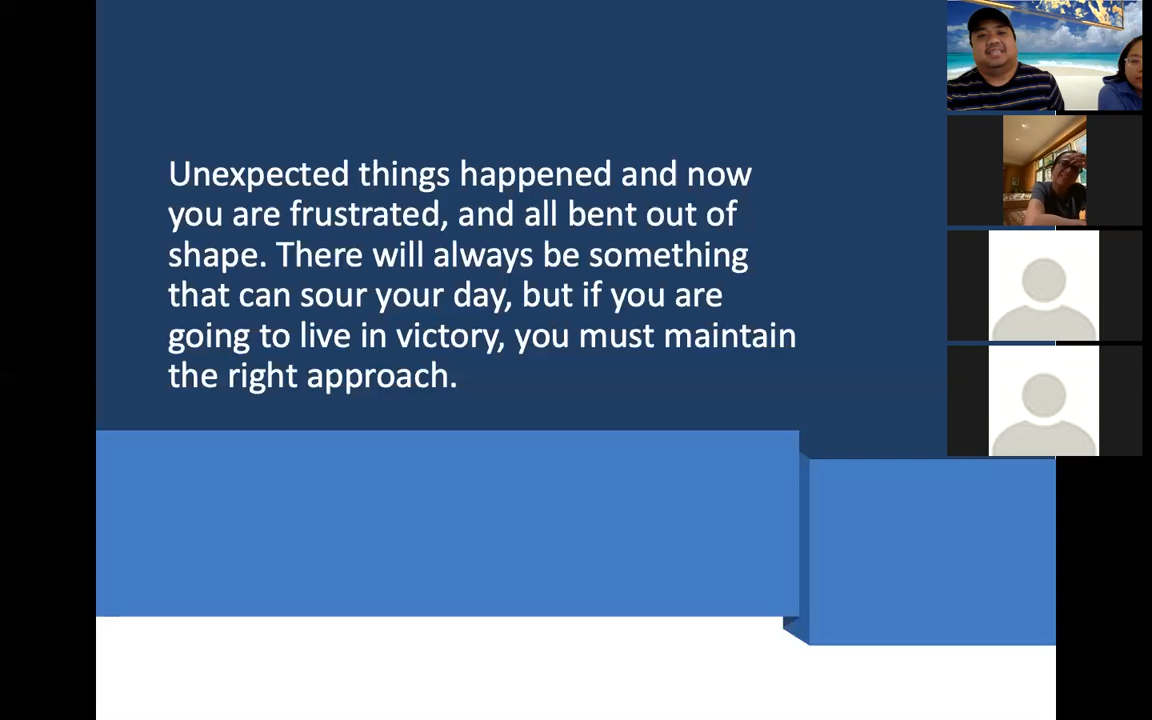 Unexpected things happened and now
you are frustrated, and all bent out of
shape. There will always be something
that can sour your day, but if you are
going to live in victory, you must maintain
the right approach.